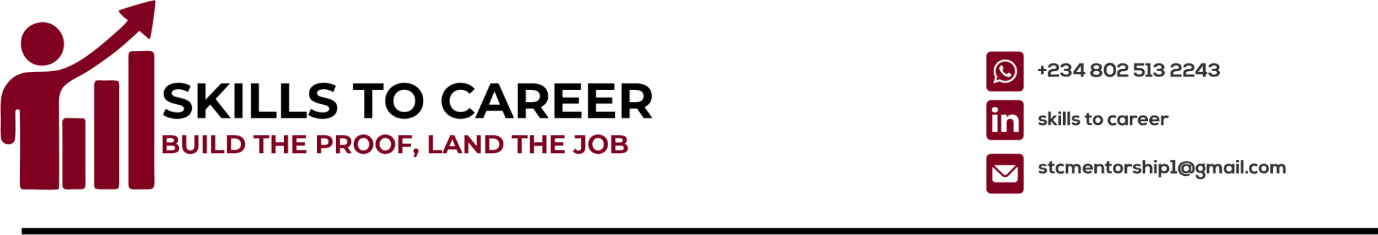 SKILLS TO CAREER
BUILD THE PROOF, LAND THE JOB
+234 802 513 2243
skills to career
stcmentorship1@gmail.com